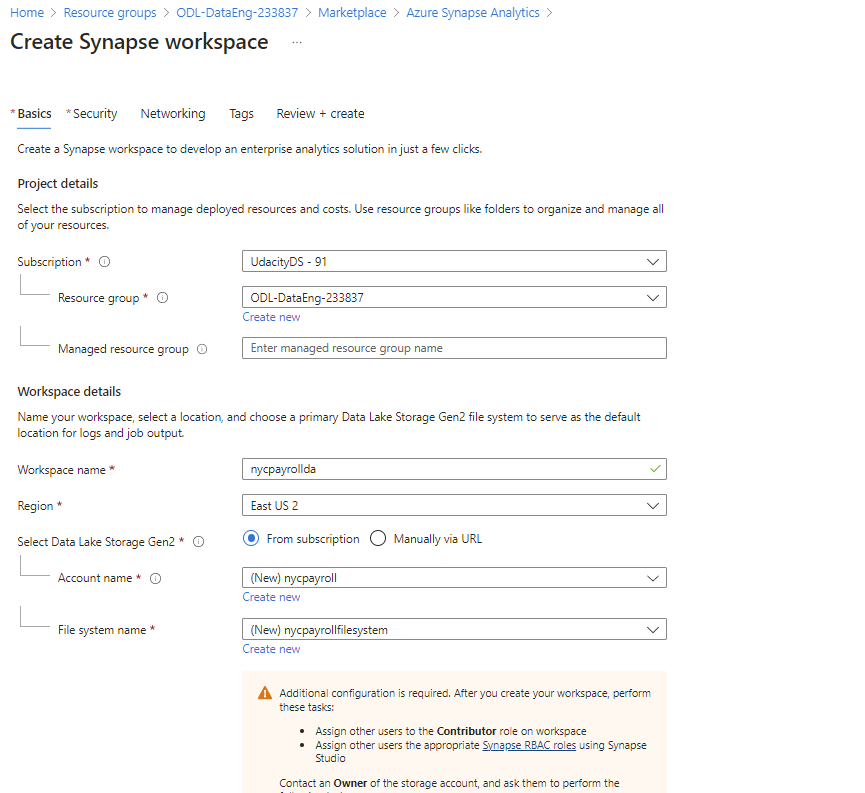 Home > Resource groups > ODL-DataEng-233837 > Marketplace > Azure Synapse Analytics >
Create Synapse workspace ...
* Basics * Security Networking Tags Review + create
Create a Synapse workspace to develop an enterprise analytics solution in just a few clicks.
Project details
Select the subscription to manage deployed resources and costs. Use resource groups like folders to organize and manage all
of your resources.
Subscription * UdacityDS - 91
Resource group * ODL-DataEng-233837
Create new
Managed resource group Enter managed resource group name
Workspace details
Name your workspace, select a location, and choose a primary Data Lake Storage Gen2 file system to serve as the default
location for logs and job output.
Workspace name * nycpayrollda
Region * East US 2
Select Data Lake Storage Gen2 * From subscription Manually via URL
Account name * (New) nycpayroll
Create new
File system name * (New) nycpayrollfilesystem
Create new
Additional configuration is required. After you create your workspace, perform
these tasks:
• Assign other users to the Contributor role on workspace
• Assign other users the appropriate Synapse RBAC roles using Synapse
Studio
Contact an Owner of the storage account, and ask them to perform the